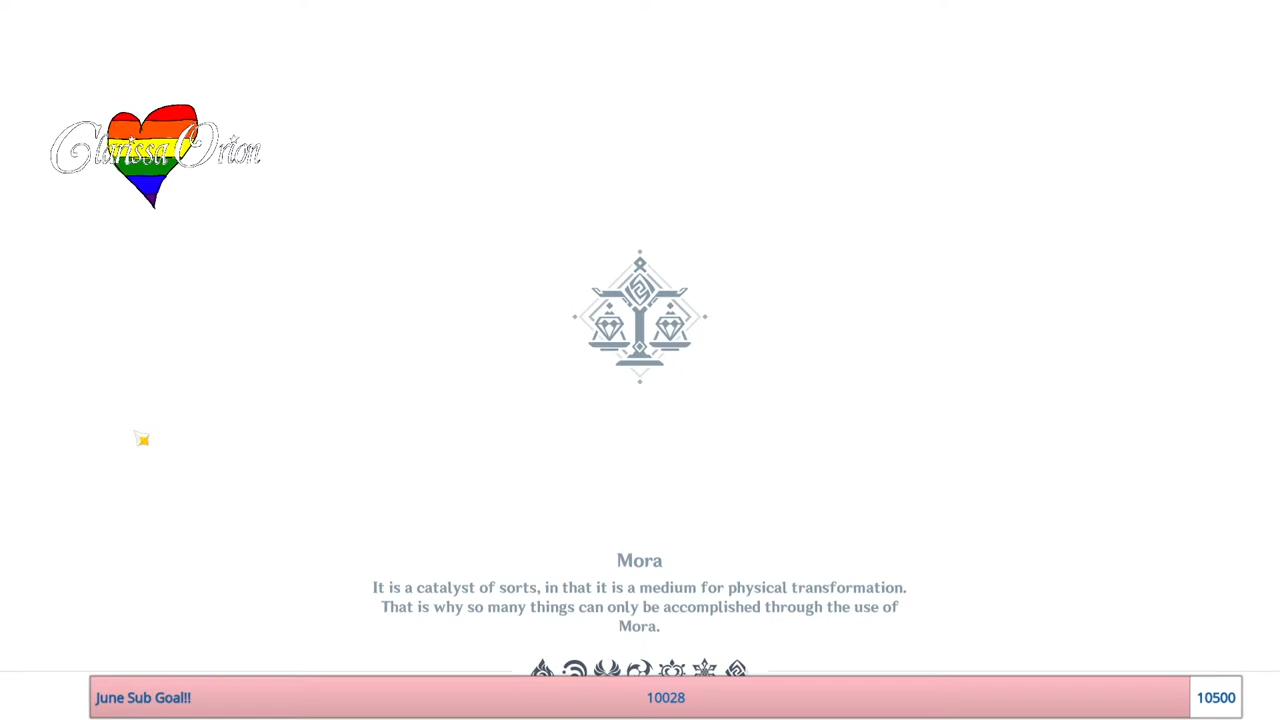 Clarissa Orion
Mora
It is a catalyst of sorts, in that it is a medium for physical transformation.
That is why so many things can only be accomplished through the use of
Mora.
June Sub Goal!! 10028 10500